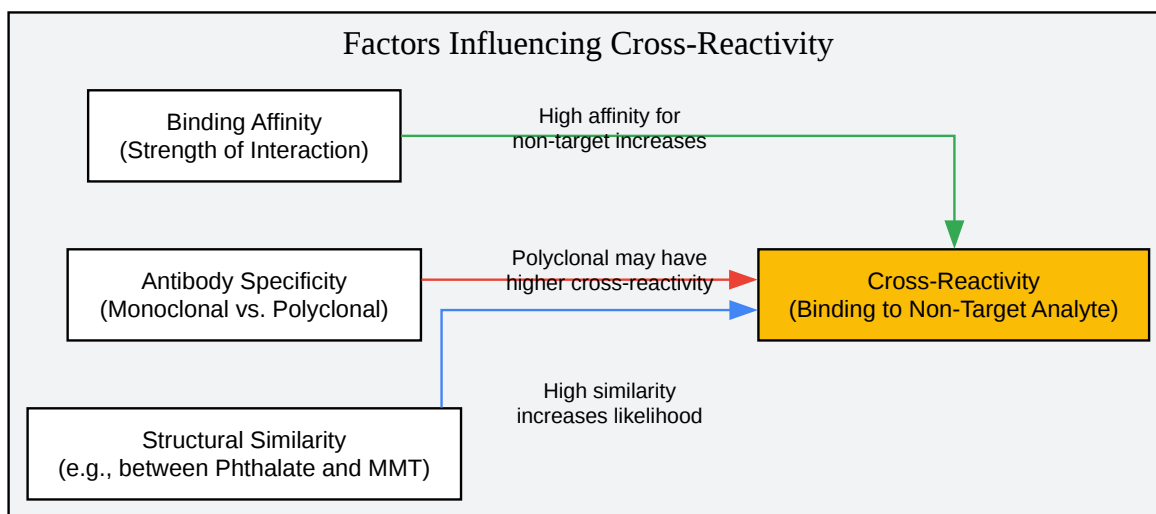 Factors Influencing Cross-Reactivity
Binding Affinity
(Strength of Interaction)
High affinity for
non-target increases
Antibody Specificity
(Monoclonal vs. Polyclonal)
Polyclonal may have
higher cross-reactivity
Cross-Reactivity
(Binding to Non-Target Analyte)
High similarity
increases likelihood
Structural Similarity
(e.g., between Phthalate and MMT)